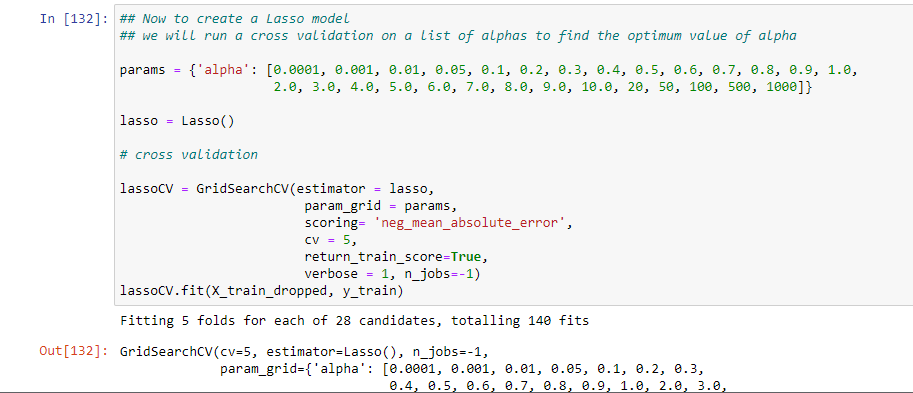 In [132]: ## Now to create a Lasso model
## we will run a cross validation on a list of alphas to find the optimum value of alpha
params = {'alpha': [0.0001, 0.001, 0.01, 0.05, 0.1, 0.2, 0.3, 0.4, 0.5, 0.6, 0.7, 0.8, 0.9, 1.0,
2.0, 3.0, 4.0, 5.0, 6.0, 7.0, 8.0, 9.0, 10.0, 20, 50, 100, 500, 1000]}
lasso = Lasso()
# cross validation
lassoCV = GridSearchCV(estimator = lasso,
param_grid = params,
scoring= 'neg_mean_absolute_error',
cv = 5,
return_train_score=True,
verbose = 1, n_jobs=-1)
lassoCV.fit(X_train_dropped, y_train)
Fitting 5 folds for each of 28 candidates, totalling 140 fits
Out[132]: GridSearchCV(cv=5, estimator=Lasso(), n_jobs=-1,
param_grid={'alpha': [0.0001, 0.001, 0.01, 0.05, 0.1, 0.2, 0.3,
0.4, 0.5, 0.6, 0.7, 0.8, 0.9, 1.0, 2.0, 3.0,